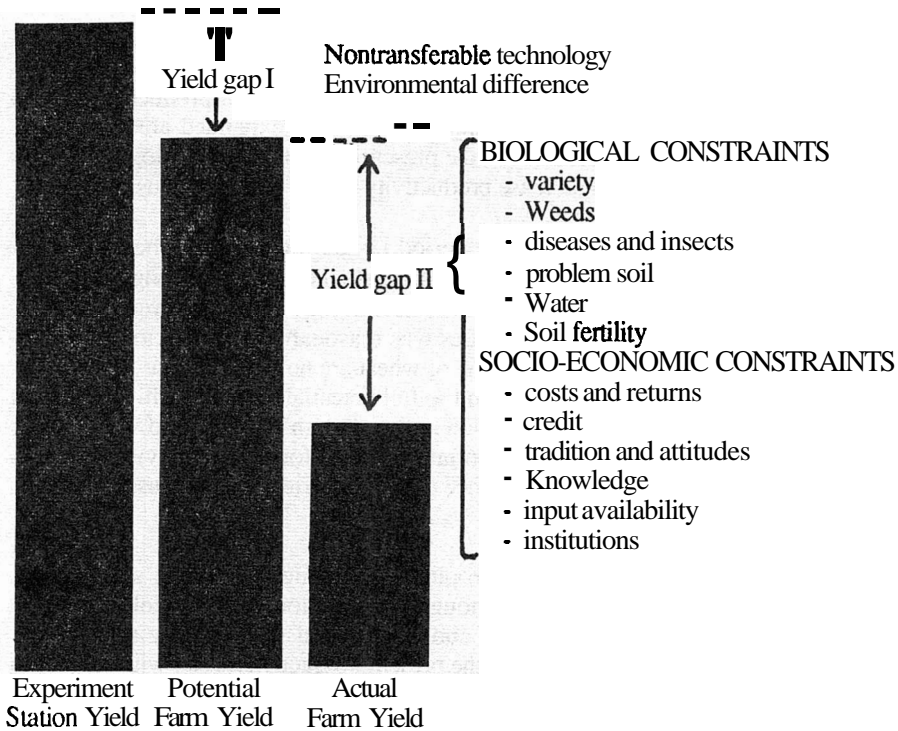 Yield gap I
Nontransferable technology
Environmental difference
Yield gap II
BIOLOGICAL CONSTRAINTS
- variety
- Weeds
- diseases and insects
- problem soil
- Water
- Soil fertility
SOCIO-ECONOMIC CONSTRAINTS
- costs and returns
- credit
- tradition and attitudes
- Knowledge
- input availability
- institutions
Experiment
Station Yield
Potential
Farm Yield
Actual
Farm Yield